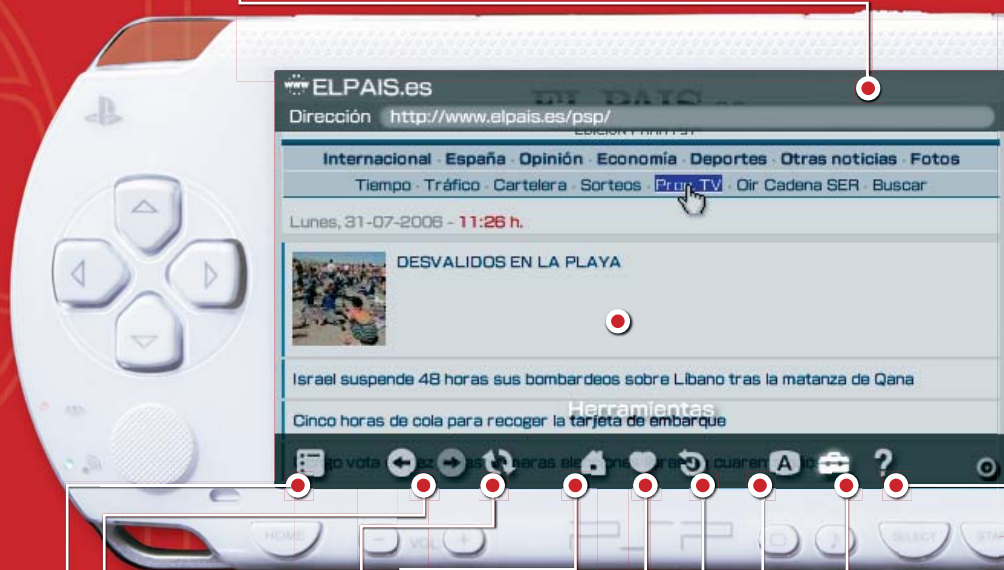 www ELPAIS.es
Dirección http://www.elpais.es/psp/
Internacional · España · Opinión · Economía · Deportes · Otras noticias · Fotos
Tiempo · Tráfico · Cartelera · Sorteos · Prog. TV · Oir Cadena SER · Buscar
Lunes, 31-07-2006 - 11:26 h.
DESVALIDOS EN LA PLAYA
Israel suspende 48 horas sus bombardeos sobre Líbano tras la matanza de Qana
Herramientas
Cinco horas de cola para recoger la tarjeta de embarque
A ?
HOME - VOL + SELECT